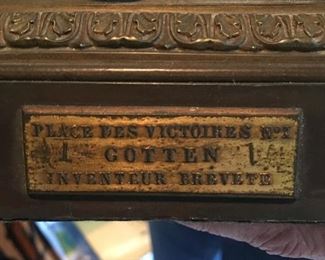 PLACE DES VICTOIRES No 1
GOTTEN
INVENTEUR BREVETE